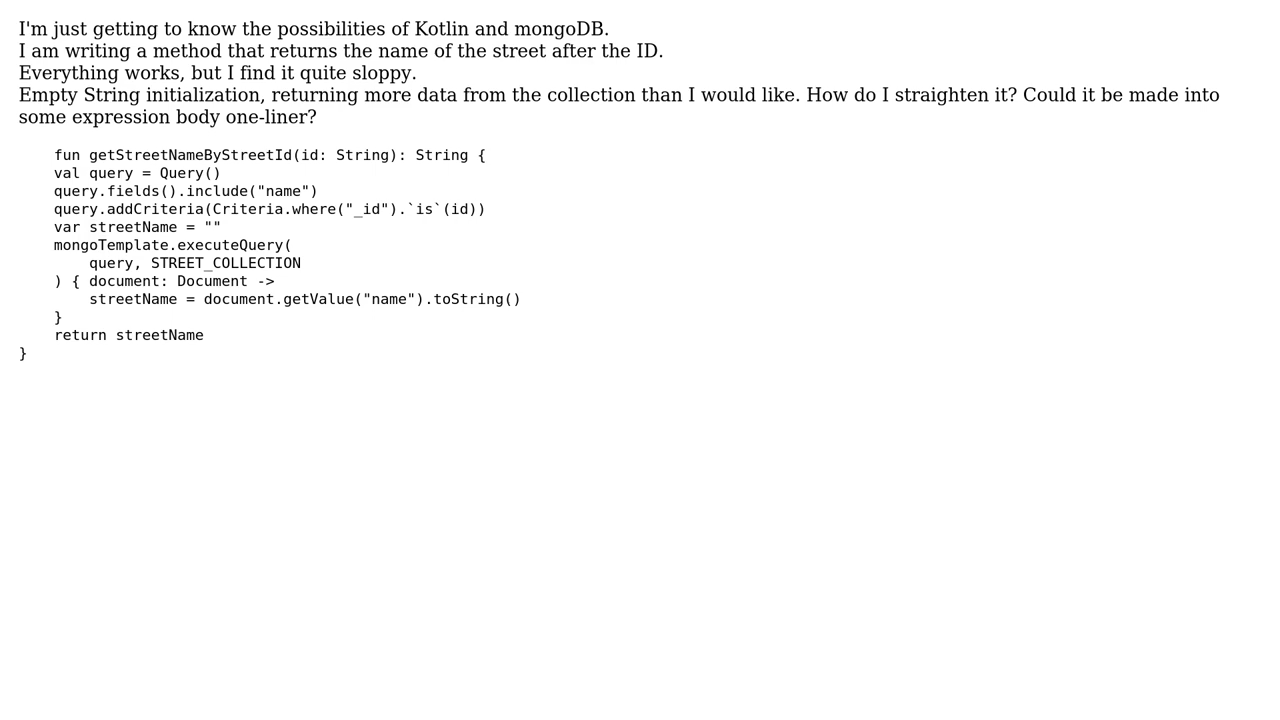 I'm just getting to know the possibilities of Kotlin and mongoDB.
I am writing a method that returns the name of the street after the ID.
Everything works, but I find it quite sloppy.
Empty String initialization, returning more data from the collection than I would like. How do I straighten it? Could it be made into
some expression body one-liner?
    fun getStreetNameByStreetId(id: String): String {
    val query = Query()
    query.fields().include("name")
    query.addCriteria(Criteria.where("_id").`is`(id))
    var streetName = ""
    mongoTemplate.executeQuery(
        query, STREET_COLLECTION
    ) { document: Document ->
        streetName = document.getValue("name").toString()
    }
    return streetName
}